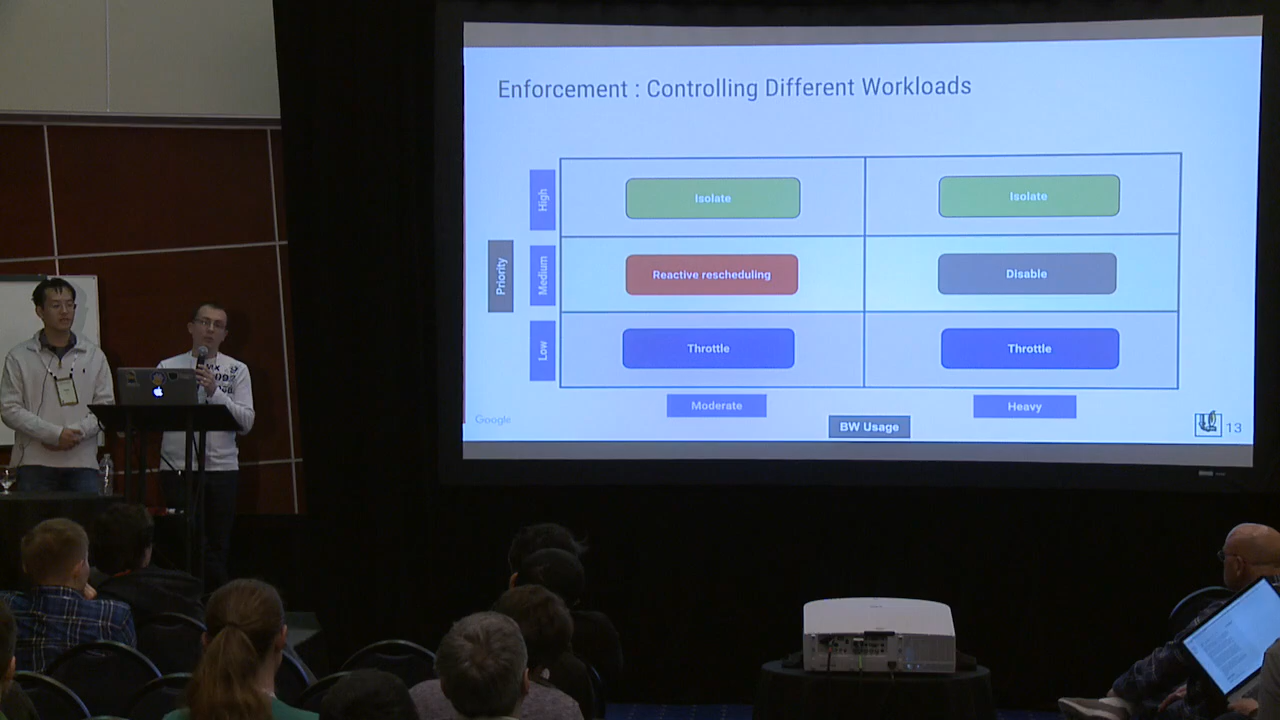 Enforcement : Controlling Different Workloads
High
Isolate
Isolate
Priority
Medium
Reactive rescheduling
Disable
Low
Throttle
Throttle
Moderate
Heavy
BW Usage
Google
13